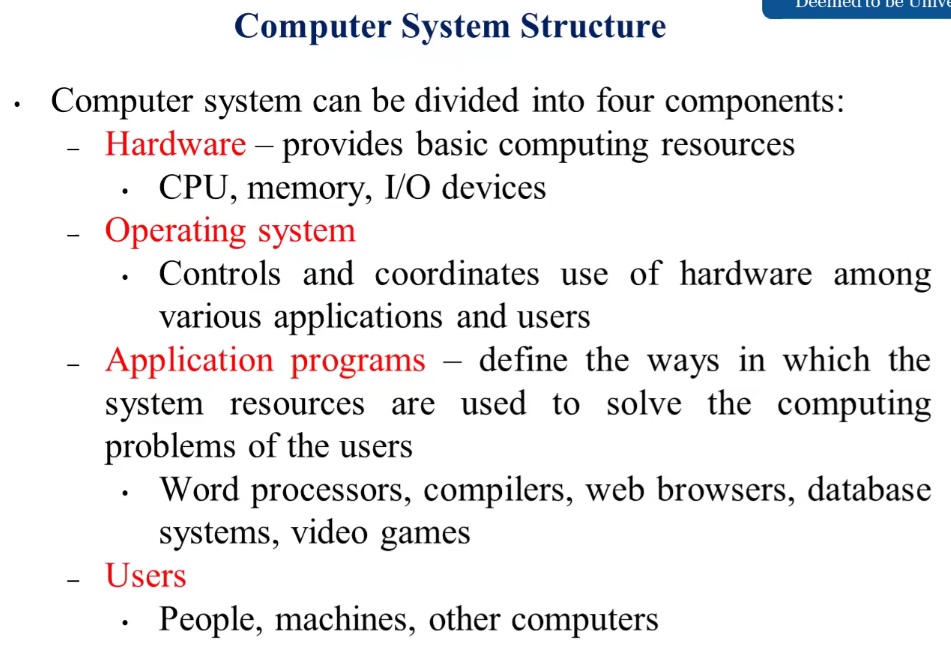 Deemed to be
Computer System Structure
• Computer system can be divided into four components:
– Hardware – provides basic computing resources
• CPU, memory, I/O devices
– Operating system
• Controls and coordinates use of hardware among
various applications and users
– Application programs – define the ways in which the
system resources are used to solve the computing
problems of the users
• Word processors, compilers, web browsers, database
systems, video games
– Users
• People, machines, other computers